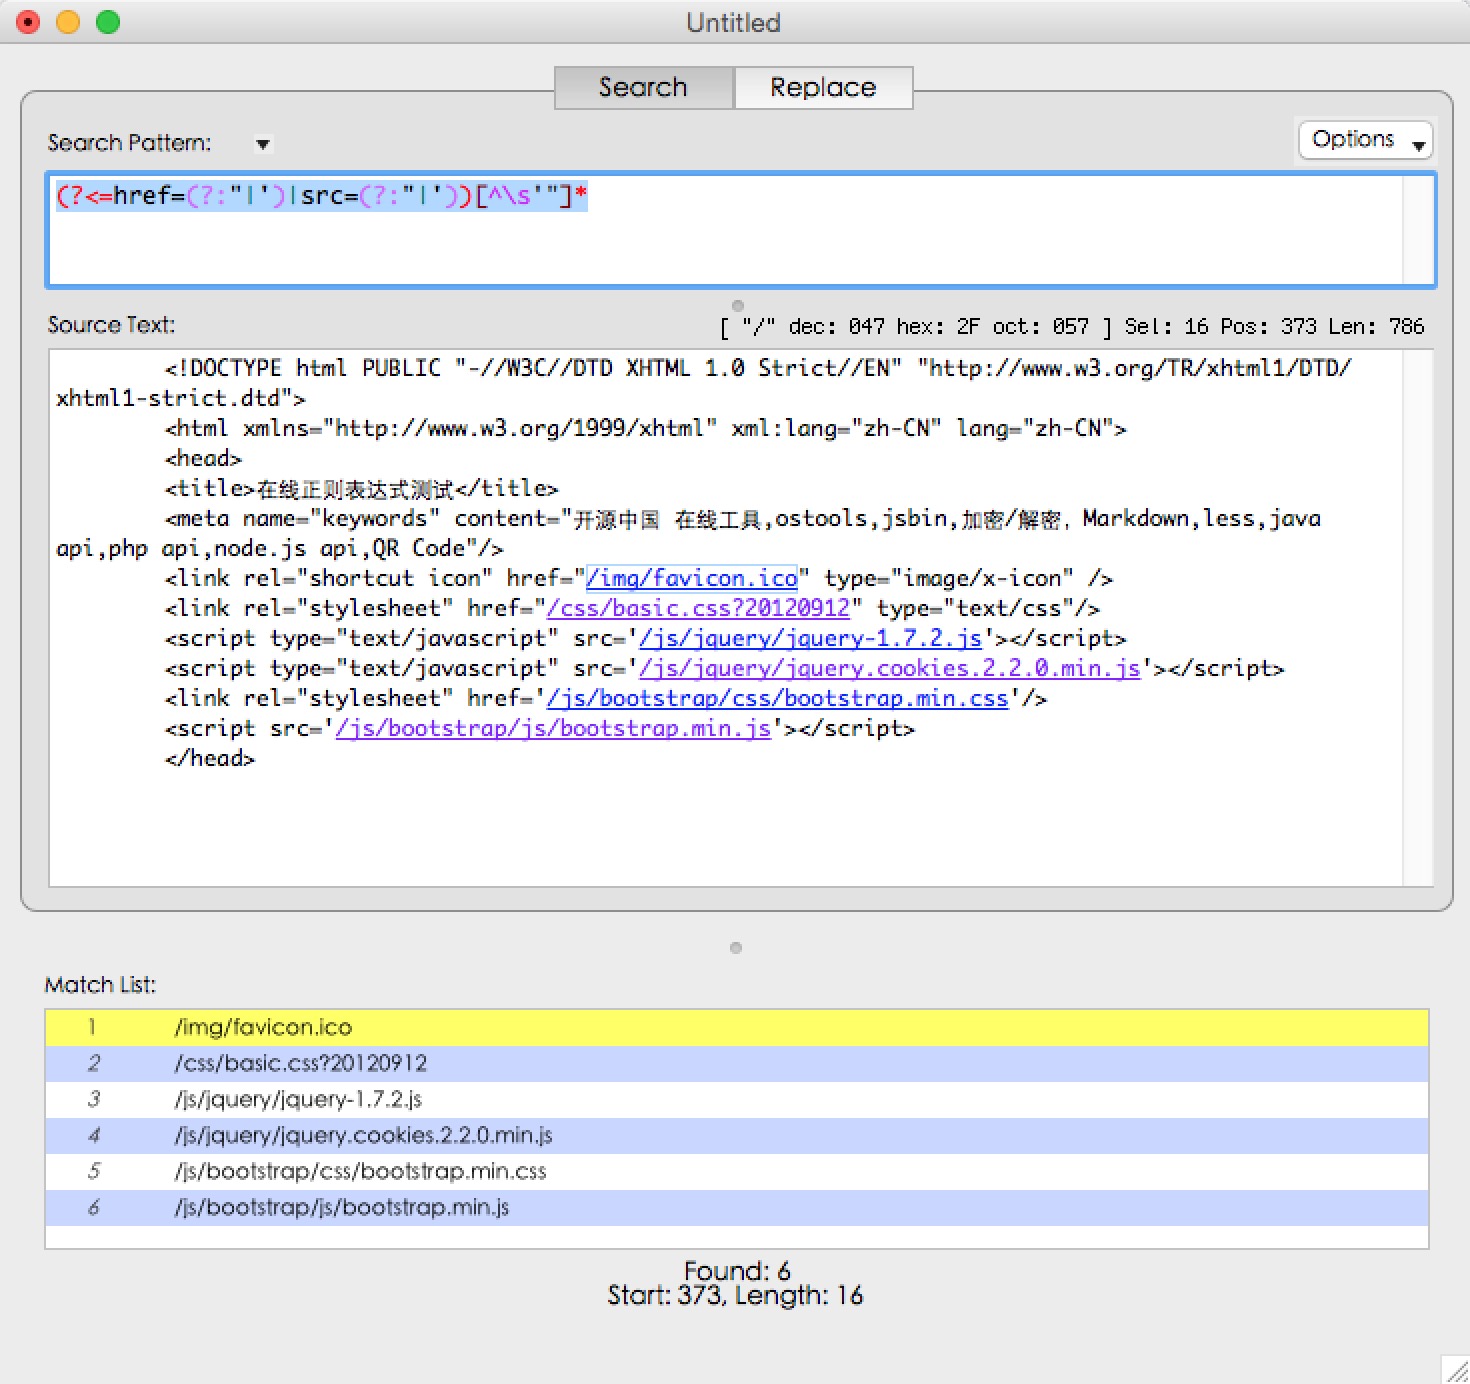 Untitled
Search Replace
Search Pattern: Options
(?<=href=(?:"|')|src=(?:"|'))[^\s'"]*
Source Text: [ "/" dec: 047 hex: 2F oct: 057 ] Sel: 16 Pos: 373 Len: 786
<!DOCTYPE html PUBLIC "-//W3C//DTD XHTML 1.0 Strict//EN" "http://www.w3.org/TR/xhtml1/DTD/
xhtml1-strict.dtd">
<html xmlns="http://www.w3.org/1999/xhtml" xml:lang="zh-CN" lang="zh-CN">
<head>
<title>在线正则表达式测试</title>
<meta name="keywords" content="开源中国 在线工具,ostools,jsbin,加密/解密, Markdown,less,java
api,php api,node.js api,QR Code"/>
<link rel="shortcut icon" href="/img/favicon.ico" type="image/x-icon" />
<link rel="stylesheet" href="/css/basic.css?20120912" type="text/css"/>
<script type="text/javascript" src='/js/jquery/jquery-1.7.2.js'></script>
<script type="text/javascript" src='/js/jquery/jquery.cookies.2.2.0.min.js'></script>
<link rel="stylesheet" href='/js/bootstrap/css/bootstrap.min.css'/>
<script src='/js/bootstrap/js/bootstrap.min.js'></script>
</head>
Match List:
1 /img/favicon.ico
2 /css/basic.css?20120912
3 /js/jquery/jquery-1.7.2.js
4 /js/jquery/jquery.cookies.2.2.0.min.js
5 /js/bootstrap/css/bootstrap.min.css
6 /js/bootstrap/js/bootstrap.min.js
Found: 6
Start: 373, Length: 16